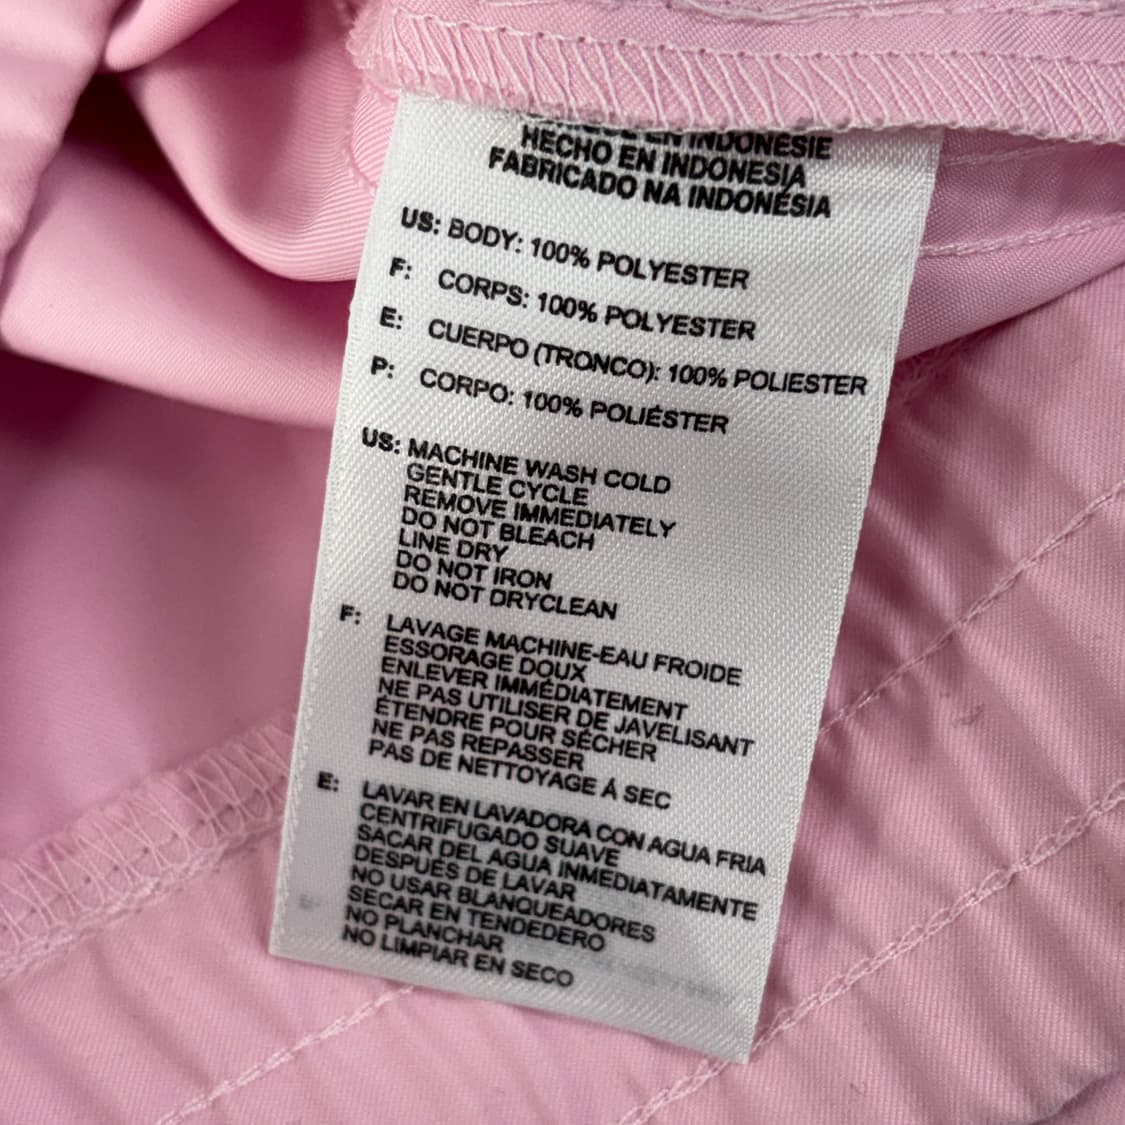 EN INDONESIE
HECHO EN INDONESIA
FABRICADO NA INDONÉSIA
US: BODY: 100% POLYESTER
F: CORPS: 100% POLYESTER
E: CUERPO (TRONCO): 100% POLIESTER
P: CORPO: 100% POLIÉSTER
US: MACHINE WASH COLD
GENTLE CYCLE
REMOVE IMMEDIATELY
DO NOT BLEACH
LINE DRY
DO NOT IRON
DO NOT DRYCLEAN
F: LAVAGE MACHINE-EAU FROIDE
ESSORAGE DOUX
ENLEVER IMMÉDIATEMENT
NE PAS UTILISER DE JAVELISANT
ÉTENDRE POUR SÉCHER
NE PAS REPASSER
PAS DE NETTOYAGE Á SEC
E: LAVAR EN LAVADORA CON AGUA FRIA
CENTRIFUGADO SUAVE
SACAR DEL AGUA INMEDIATAMENTE
DESPUÉS DE LAVAR
NO USAR BLANQUEADORES
SECAR EN TENDEDERO
NO PLANCHAR
NO LIMPIAR EN SECO